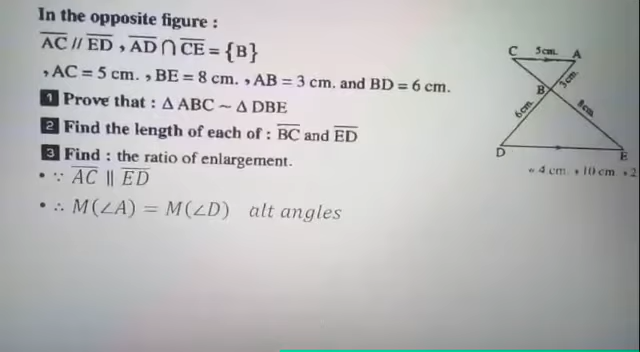 In the opposite figure :
AC // ED , AD ∩ CE = {B}
, AC = 5 cm. , BE = 8 cm. , AB = 3 cm. and BD = 6 cm.
1 Prove that : Δ ABC ~ Δ DBE
2 Find the length of each of : BC and ED
3 Find : the ratio of enlargement.
• ∵ AC ∥ ED
• ∴ M(∠A) = M(∠D) alt angles
C 5cm. A
B 3cm.
6cm. 8cm
D E
« 4 cm. , 10 cm. , 2